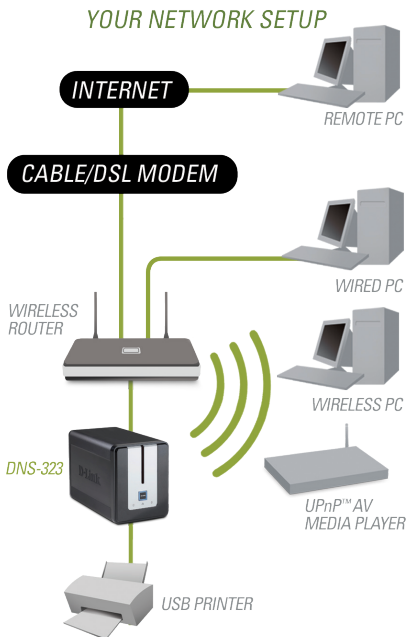 YOUR NETWORK SETUP
INTERNET
REMOTE PC
CABLE/DSL MODEM
WIRED PC
WIRELESS
ROUTER
WIRELESS PC
DNS-323
D-Link
UPnP™ AV
MEDIA PLAYER
USB PRINTER